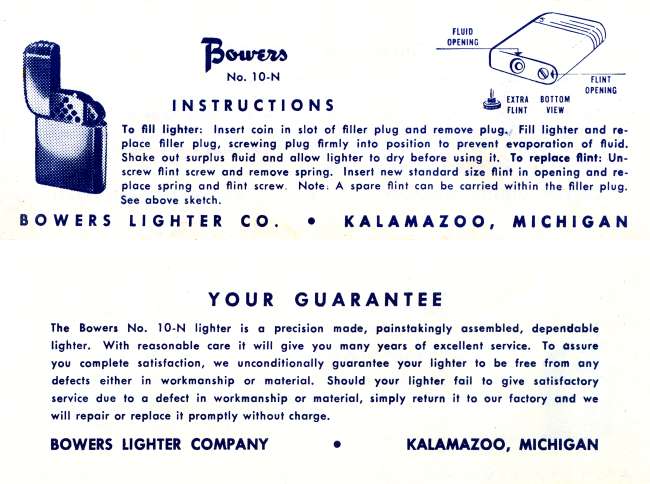 Bowers
No. 10-N
FLUID
OPENING
FLINT
OPENING
EXTRA
FLINT
BOTTOM
VIEW
INSTRUCTIONS
To fill lighter: Insert coin in slot of filler plug and remove plug. Fill lighter and re-
place filler plug, screwing plug firmly into position to prevent evaporation of fluid.
Shake out surplus fluid and allow lighter to dry before using it. To replace flint: Un-
screw flint screw and remove spring. Insert new standard size flint in opening and re-
place spring and flint screw. Note: A spare flint can be carried within the filler plug.
See above sketch.
BOWERS LIGHTER CO. • KALAMAZOO, MICHIGAN
YOUR GUARANTEE
The Bowers No. 10-N lighter is a precision made, painstakingly assembled, dependable
lighter. With reasonable care it will give you many years of excellent service. To assure
you complete satisfaction, we unconditionally guarantee your lighter to be free from any
defects either in workmanship or material. Should your lighter fail to give satisfactory
service due to a defect in workmanship or material, simply return it to our factory and we
will repair or replace it promptly without charge.
BOWERS LIGHTER COMPANY • KALAMAZOO, MICHIGAN